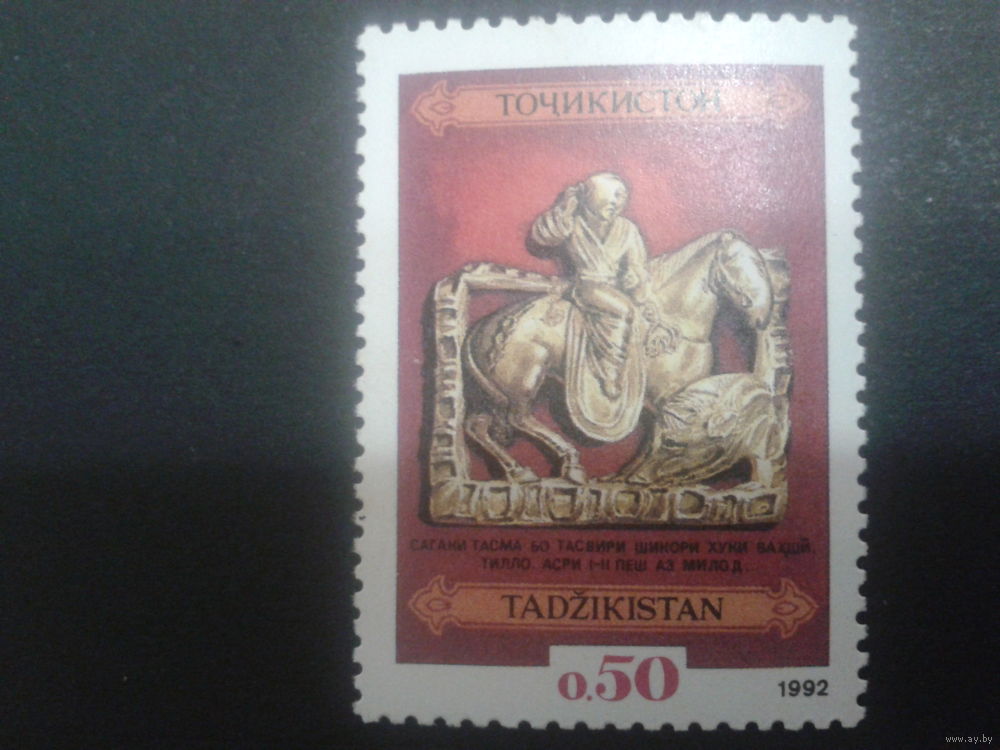 ТОҶИКИСТОН
САГАКИ ТАСМА БО ТАСВИРИ ШИКОРИ ХУКИ ВАҲШӢ.
ТИЛЛО. АСРИ I-II ПЕШ АЗ МИЛОД.
TADŽIKISTAN
0.50
1992
www.ay.by